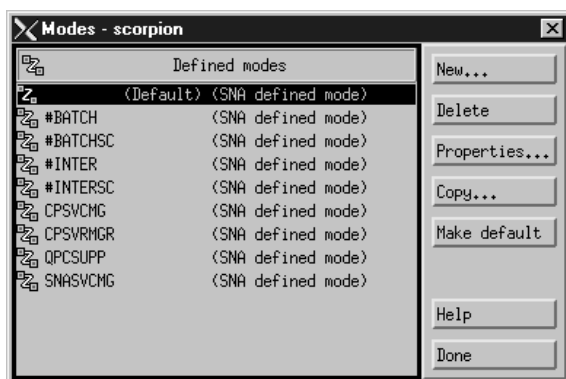 Modes - scorpion
Defined modes
(Default) (SNA defined mode)
#BATCH (SNA defined mode)
#BATCHSC (SNA defined mode)
#INTER (SNA defined mode)
#INTERSC (SNA defined mode)
CPSVCMG (SNA defined mode)
CPSVRMGR (SNA defined mode)
QPCSUPP (SNA defined mode)
SNASVCMG (SNA defined mode)
New...
Delete
Properties...
Copy...
Make default
Help
Done